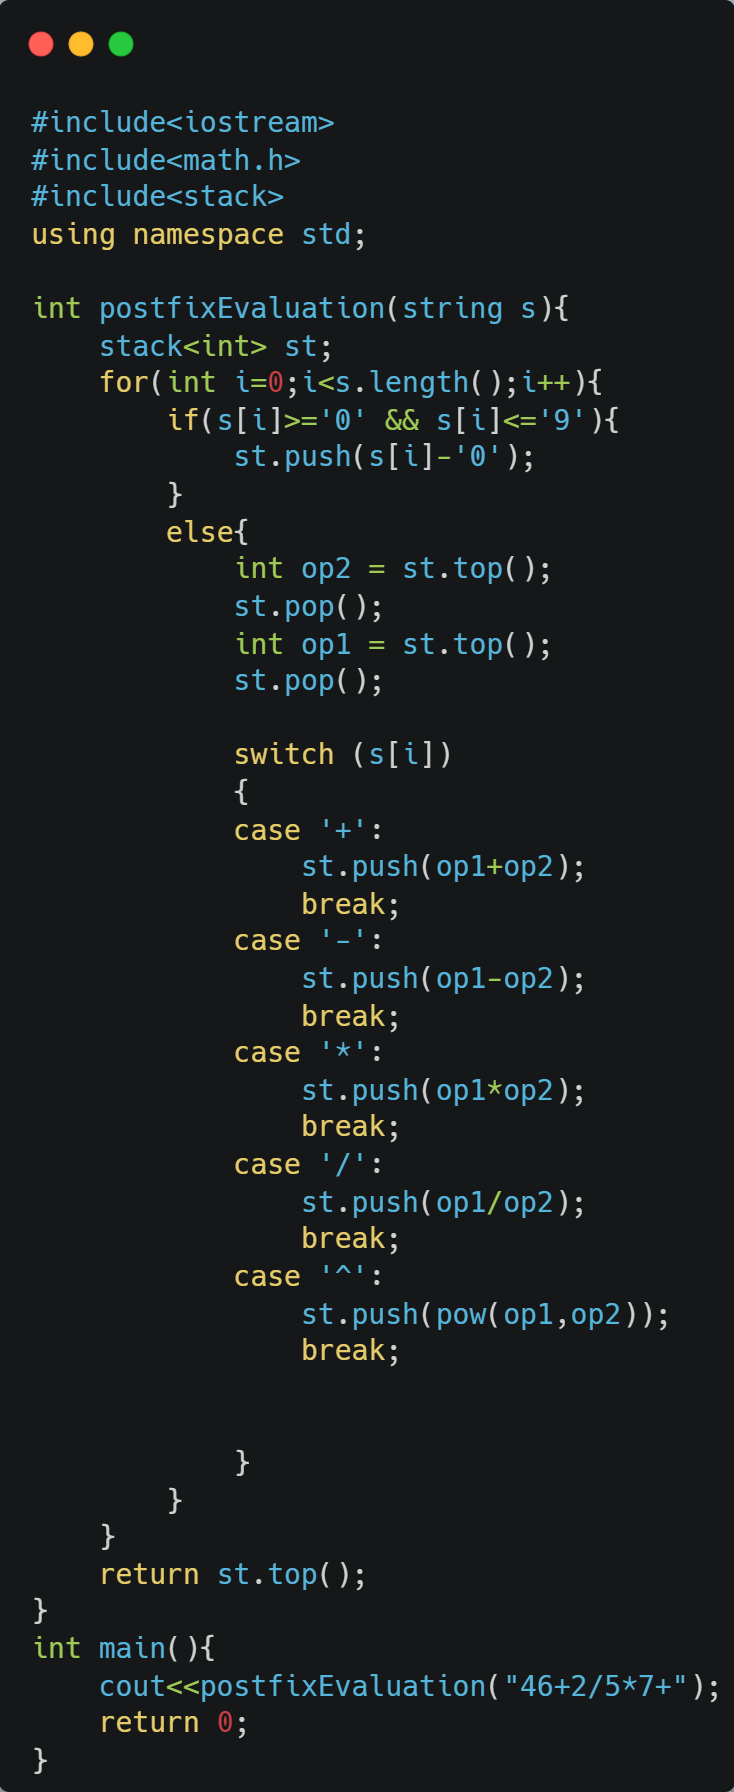 #include<iostream>
#include<math.h>
#include<stack>
using namespace std;

int postfixEvaluation(string s){
    stack<int> st;
    for(int i=0;i<s.length();i++){
        if(s[i]>='0' && s[i]<='9'){
            st.push(s[i]-'0');
        }
        else{
            int op2 = st.top();
            st.pop();
            int op1 = st.top();
            st.pop();

            switch (s[i])
            {
            case '+':
                st.push(op1+op2);
                break;
            case '-':
                st.push(op1-op2);
                break;
            case '*':
                st.push(op1*op2);
                break;
            case '/':
                st.push(op1/op2);
                break;
            case '^':
                st.push(pow(op1,op2));
                break;


            }
        }
    }
    return st.top();
}
int main(){
    cout<<postfixEvaluation("46+2/5*7+");
    return 0;
}